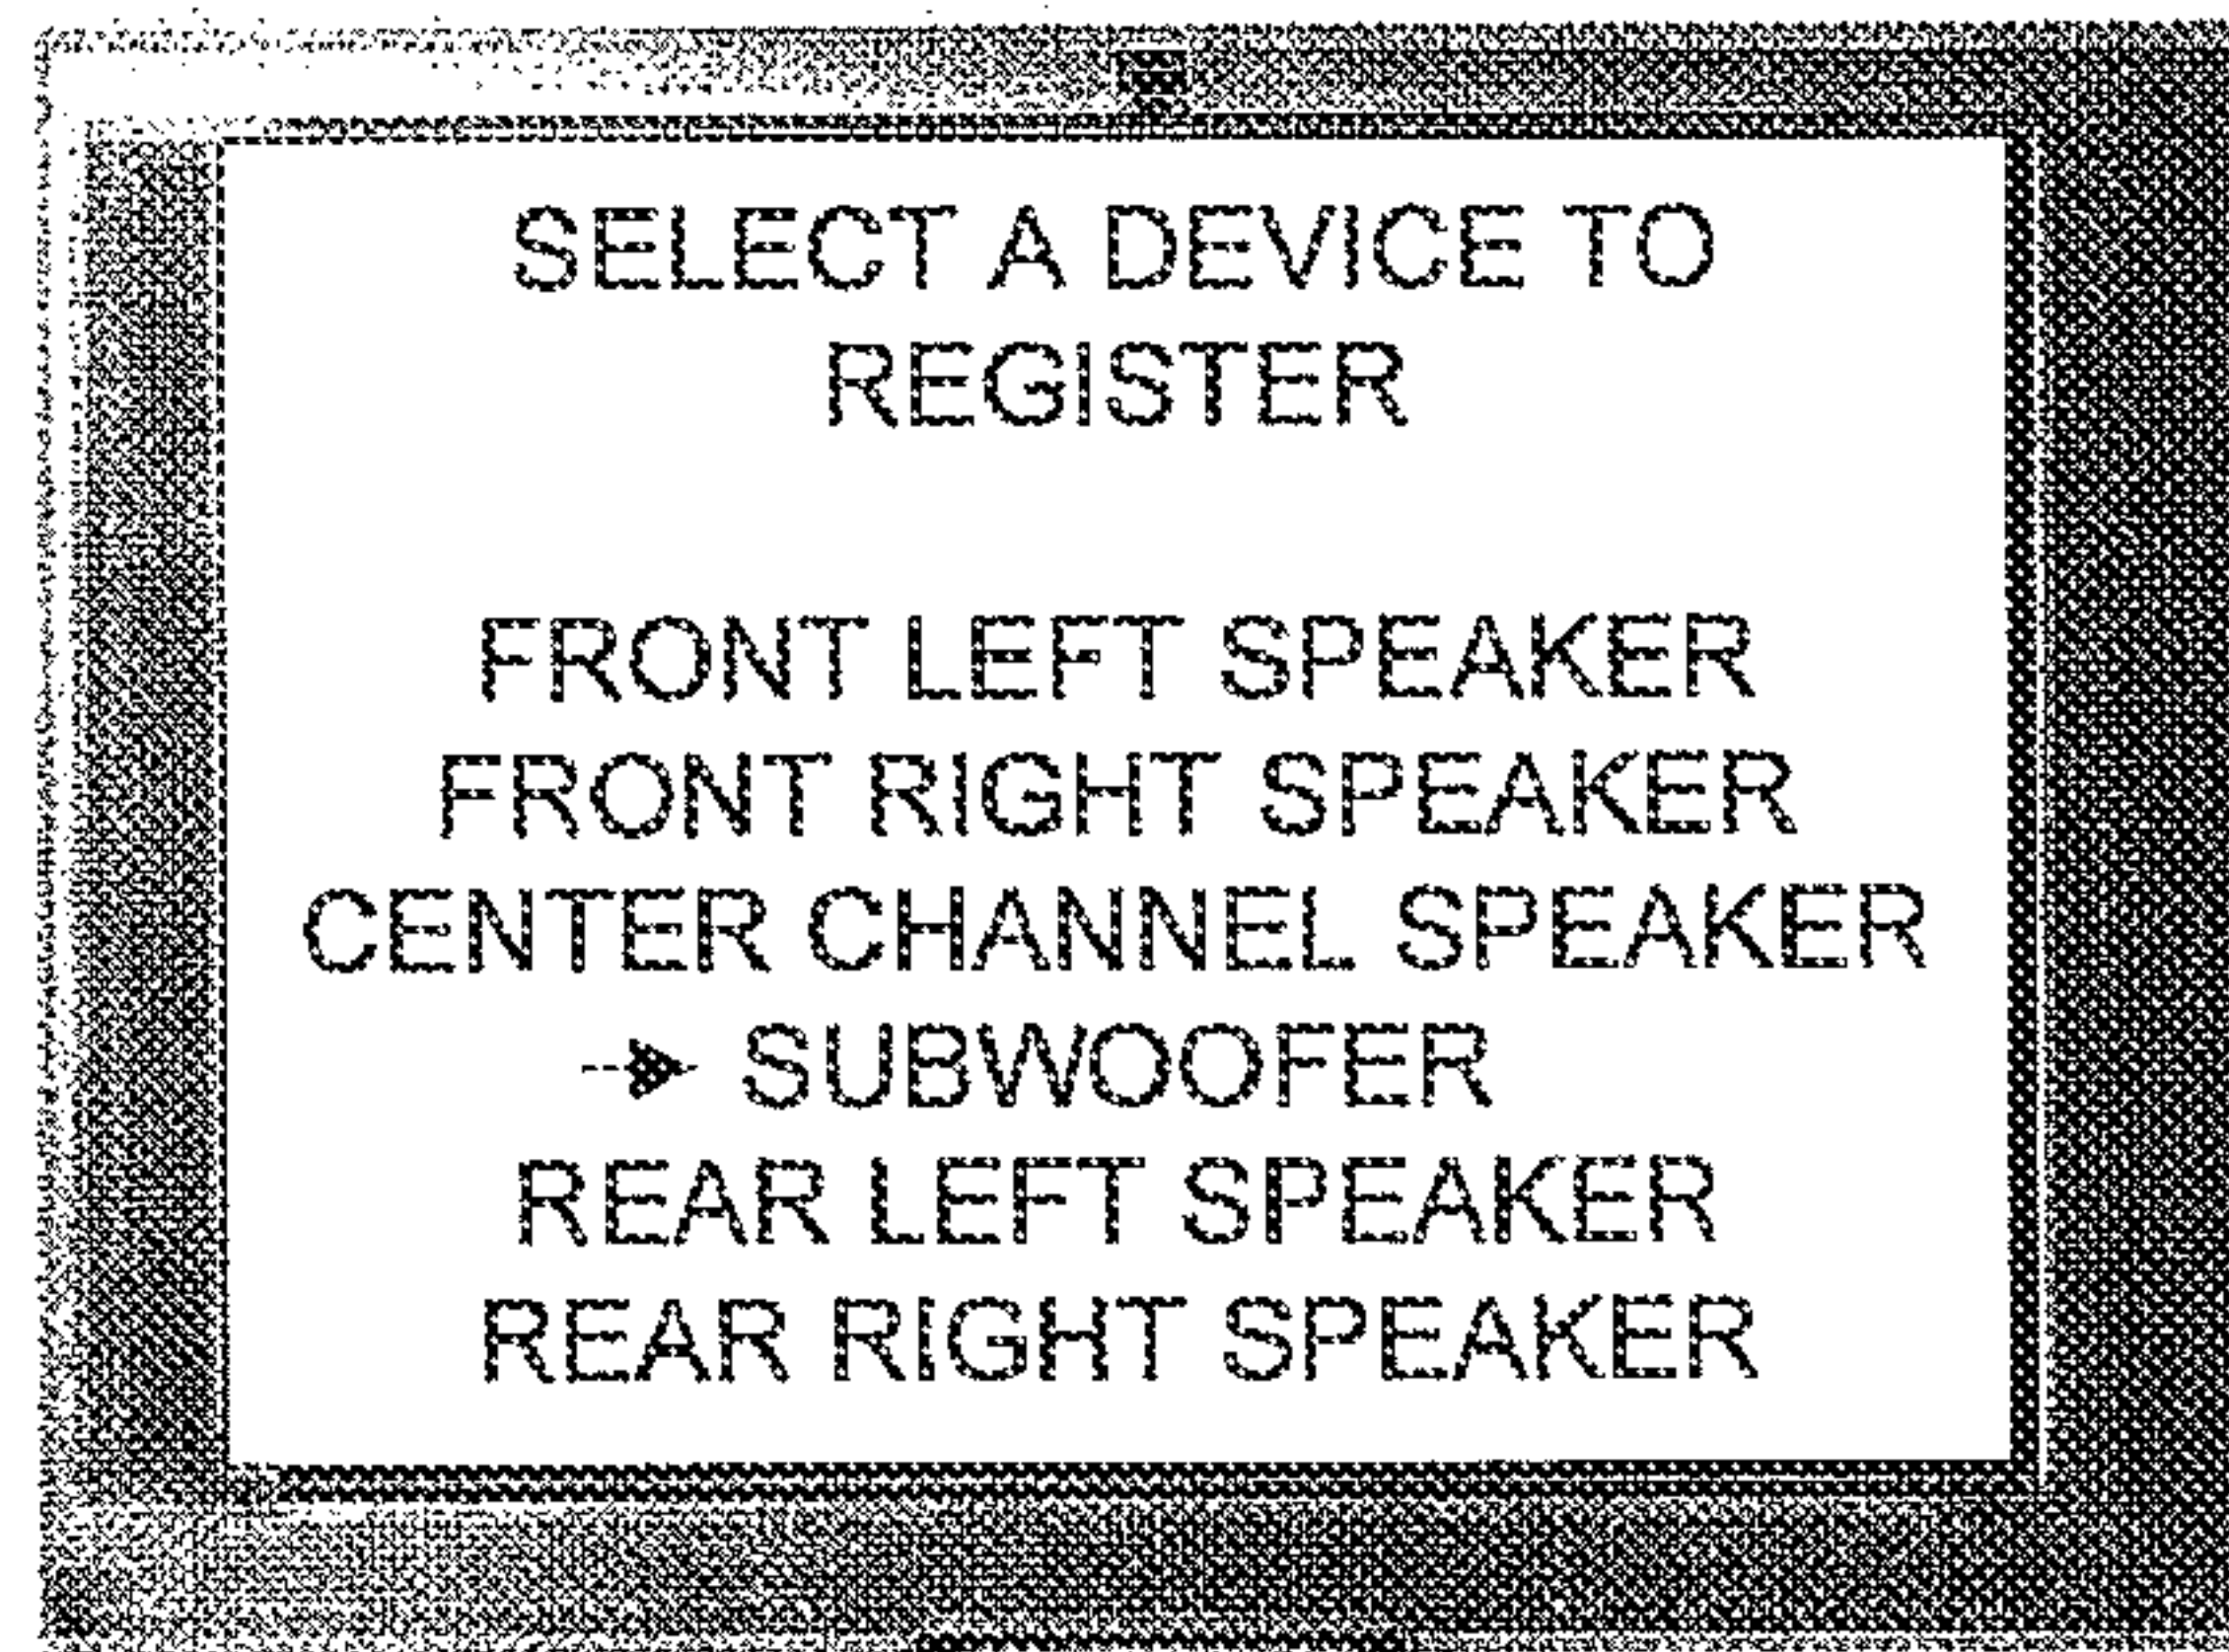 SELECT A DEVICE TO
REGISTER
FRONT LEFT SPEAKER
FRONT RIGHT SPEAKER
CENTER CHANNEL SPEAKER
→ SUBWOOFER
REAR LEFT SPEAKER
REAR RIGHT SPEAKER